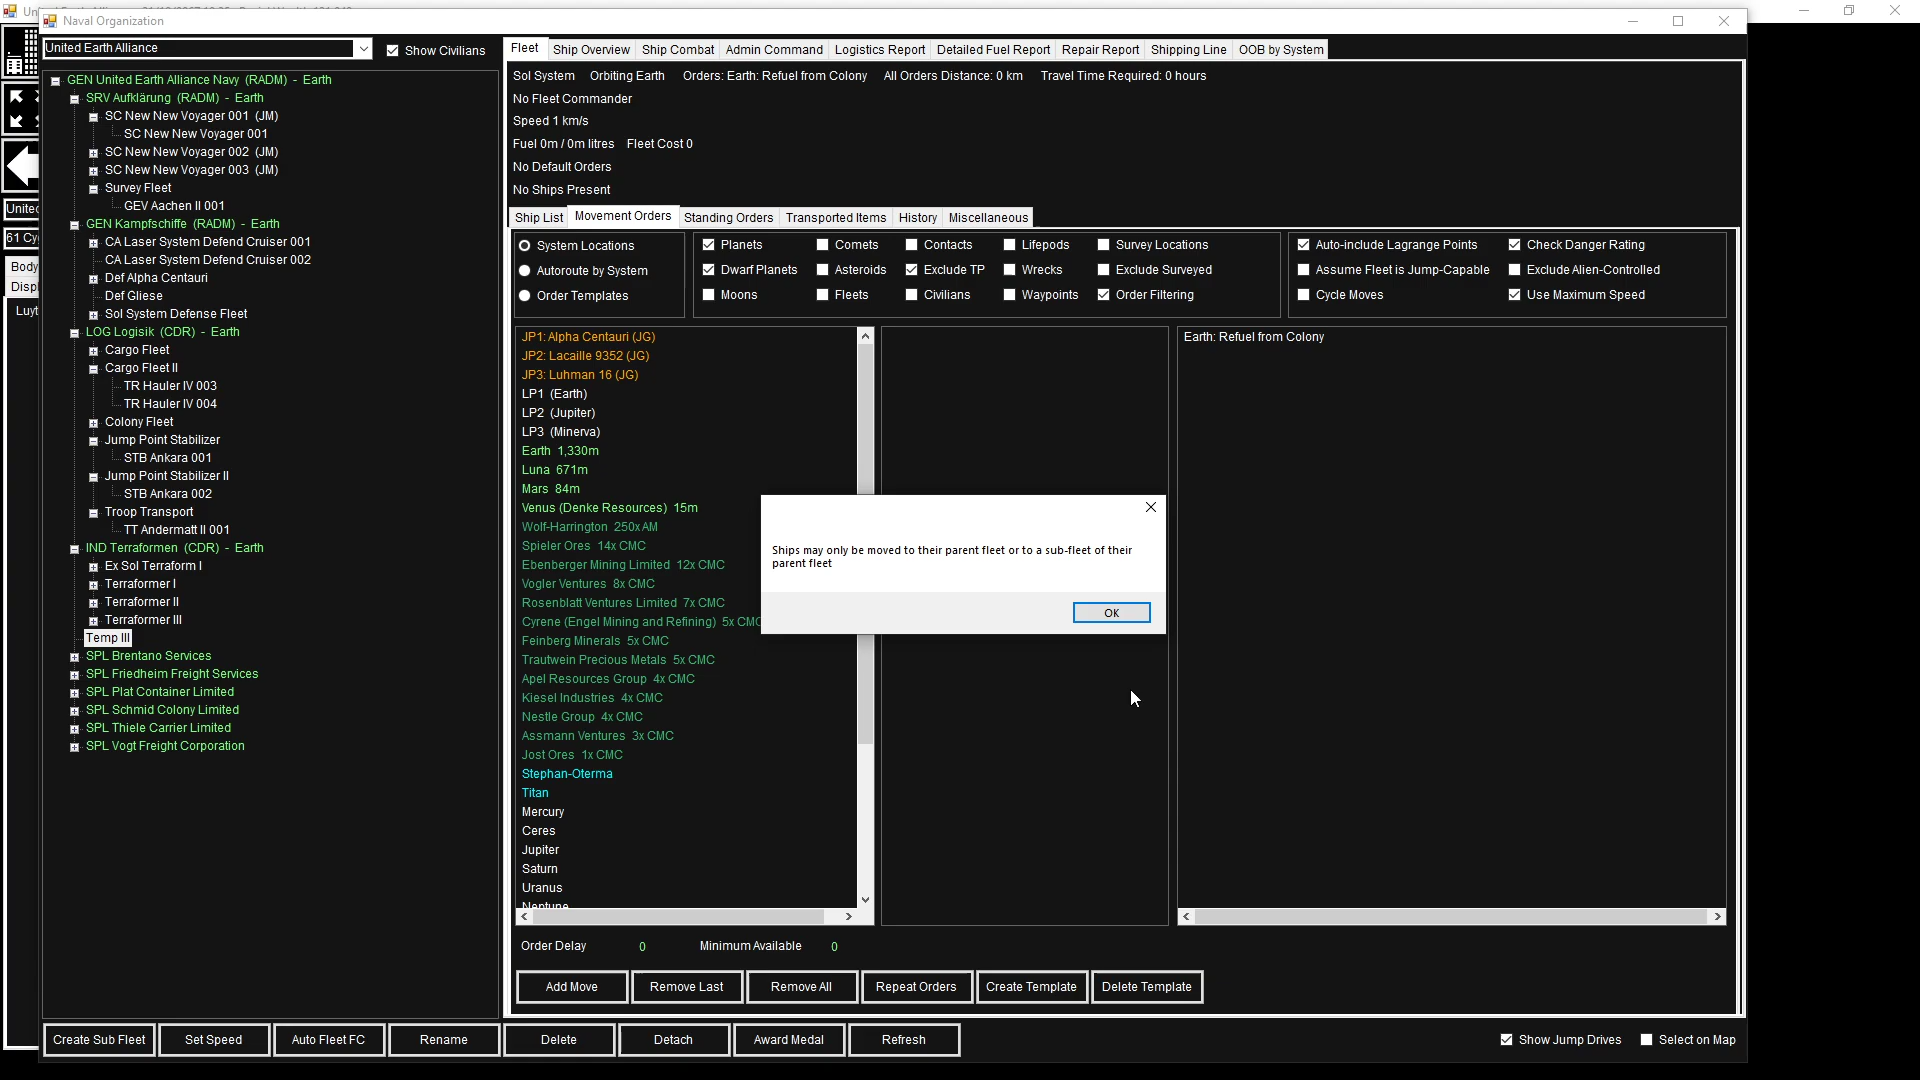 Naval Organization
United Earth Alliance
Show Civilians
Fleet
Ship Overview
Ship Combat
Admin Command
Logistics Report
Detailed Fuel Report
Repair Report
Shipping Line
OOB by System
GEN United Earth Alliance Navy (RADM) - Earth
SRV Aufklärung (RADM) - Earth
SC New New Voyager 001 (JM)
SC New New Voyager 001
SC New New Voyager 002 (JM)
SC New New Voyager 003 (JM)
Survey Fleet
GEV Aachen II 001
GEN Kampfschiffe (RADM) - Earth
CA Laser System Defend Cruiser 001
CA Laser System Defend Cruiser 002
Def Alpha Centauri
Def Gliese
Sol System Defense Fleet
LOG Logisik (CDR) - Earth
Cargo Fleet
Cargo Fleet II
TR Hauler IV 003
TR Hauler IV 004
Colony Fleet
Jump Point Stabilizer
STB Ankara 001
Jump Point Stabilizer II
STB Ankara 002
Troop Transport
TT Andermatt II 001
IND Terraformen (CDR) - Earth
Ex Sol Terraform I
Terraformer I
Terraformer II
Terraformer III
Temp III
SPL Brentano Services
SPL Friedheim Freight Services
SPL Plat Container Limited
SPL Schmid Colony Limited
SPL Thiele Carrier Limited
SPL Vogt Freight Corporation
Sol System Orbiting Earth Orders: Earth: Refuel from Colony All Orders Distance: 0 km Travel Time Required: 0 hours
No Fleet Commander
Speed 1 km/s
Fuel 0m / 0m litres Fleet Cost 0
No Default Orders
No Ships Present
Ship List
Movement Orders
Standing Orders
Transported Items
History
Miscellaneous
System Locations
Autoroute by System
Order Templates
Planets
Comets
Contacts
Lifepods
Survey Locations
Dwarf Planets
Asteroids
Exclude TP
Wrecks
Exclude Surveyed
Moons
Fleets
Civilians
Waypoints
Order Filtering
Auto-include Lagrange Points
Check Danger Rating
Assume Fleet is Jump-Capable
Exclude Alien-Controlled
Cycle Moves
Use Maximum Speed
JP1: Alpha Centauri (JG)
JP2: Lacaille 9352 (JG)
JP3: Luhman 16 (JG)
LP1 (Earth)
LP2 (Jupiter)
LP3 (Minerva)
Earth 1,330m
Luna 671m
Mars 84m
Venus (Denke Resources) 15m
Wolf-Harrington 250x AM
Spieler Ores 14x CMC
Ebenberger Mining Limited 12x CMC
Vogler Ventures 8x CMC
Rosenblatt Ventures Limited 7x CMC
Cyrene (Engel Mining and Refining) 5x CMC
Feinberg Minerals 5x CMC
Trautwein Precious Metals 5x CMC
Apel Resources Group 4x CMC
Kiesel Industries 4x CMC
Nestle Group 4x CMC
Assmann Ventures 3x CMC
Jost Ores 1x CMC
Stephan-Oterma
Titan
Mercury
Ceres
Jupiter
Saturn
Uranus
Neptune
Earth: Refuel from Colony
Ships may only be moved to their parent fleet or to a sub-fleet of their
parent fleet
OK
Order Delay 0 Minimum Available 0
Add Move
Remove Last
Remove All
Repeat Orders
Create Template
Delete Template
Create Sub Fleet
Set Speed
Auto Fleet FC
Rename
Delete
Detach
Award Medal
Refresh
Show Jump Drives
Select on Map
United
61 Cy
Body
Displ
Luyt